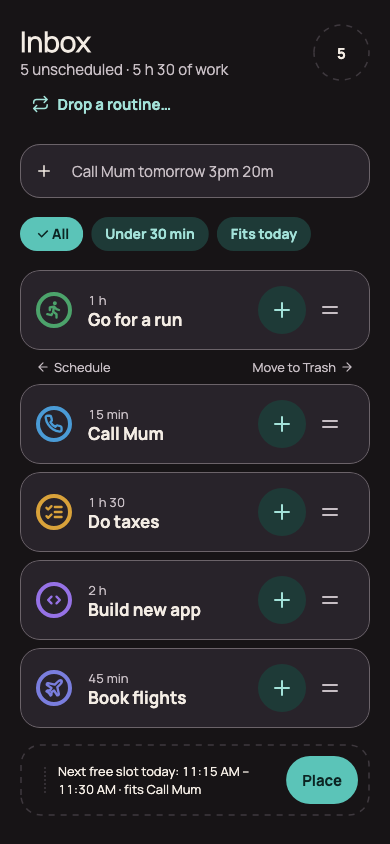 Inbox
5 unscheduled · 5 h 30 of work
5
Drop a routine…
Call Mum tomorrow 3pm 20m
All
Under 30 min
Fits today
1 h
Go for a run
Schedule
Move to Trash
15 min
Call Mum
1 h 30
Do taxes
2 h
Build new app
45 min
Book flights
Next free slot today: 11:15 AM –
11:30 AM · fits Call Mum
Place